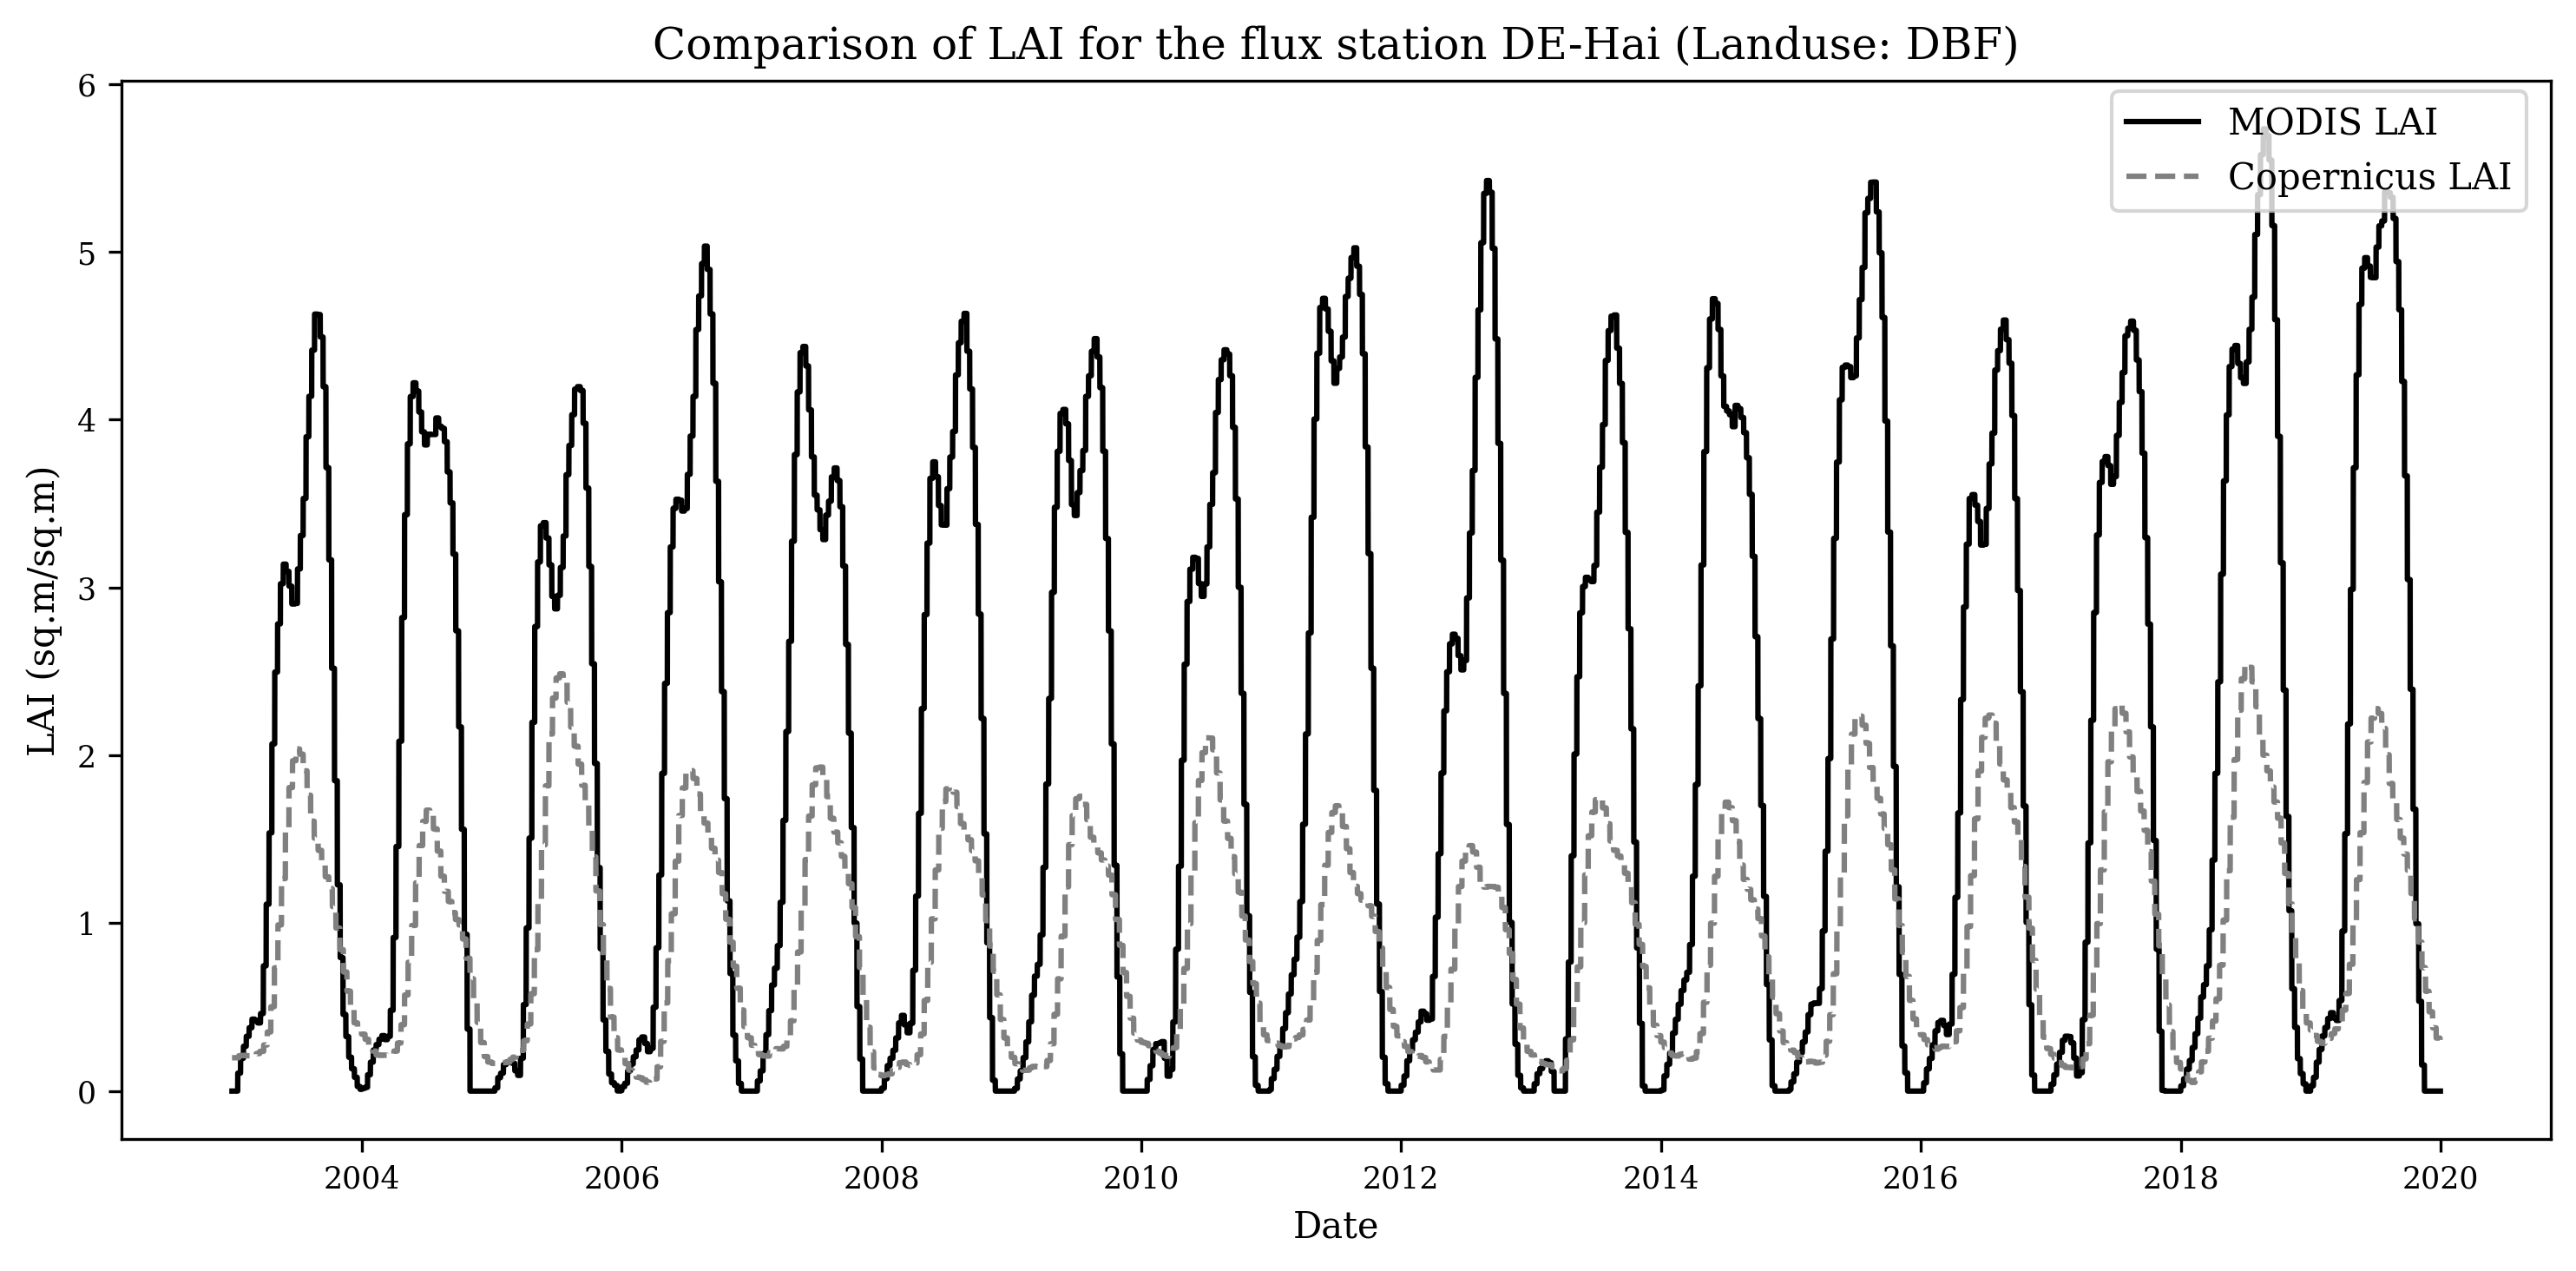 Comparison of LAI for the flux station DE-Hai (Landuse: DBF)
MODIS LAI
Copernicus LAI
LAI (sq.m/sq.m)
6
5
4
3
2
1
0
2004 2006 2008 2010 2012 2014 2016 2018 2020
Date